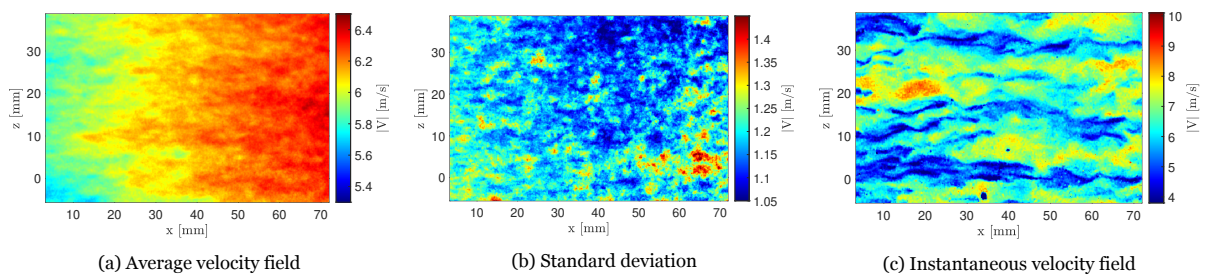 30
20
10
0
z [mm]
10 20 30 40 50 60 70
x [mm]
6.4
6.2
6
5.8
5.6
5.4
|V| [m/s]
(a) Average velocity field
30
20
10
0
z [mm]
10 20 30 40 50 60 70
x [mm]
1.4
1.35
1.3
1.25
1.2
1.15
1.1
1.05
|V| [m/s]
(b) Standard deviation
30
20
10
0
z [mm]
10 20 30 40 50 60 70
x [mm]
10
9
8
7
6
5
4
|V| [m/s]
(c) Instantaneous velocity field